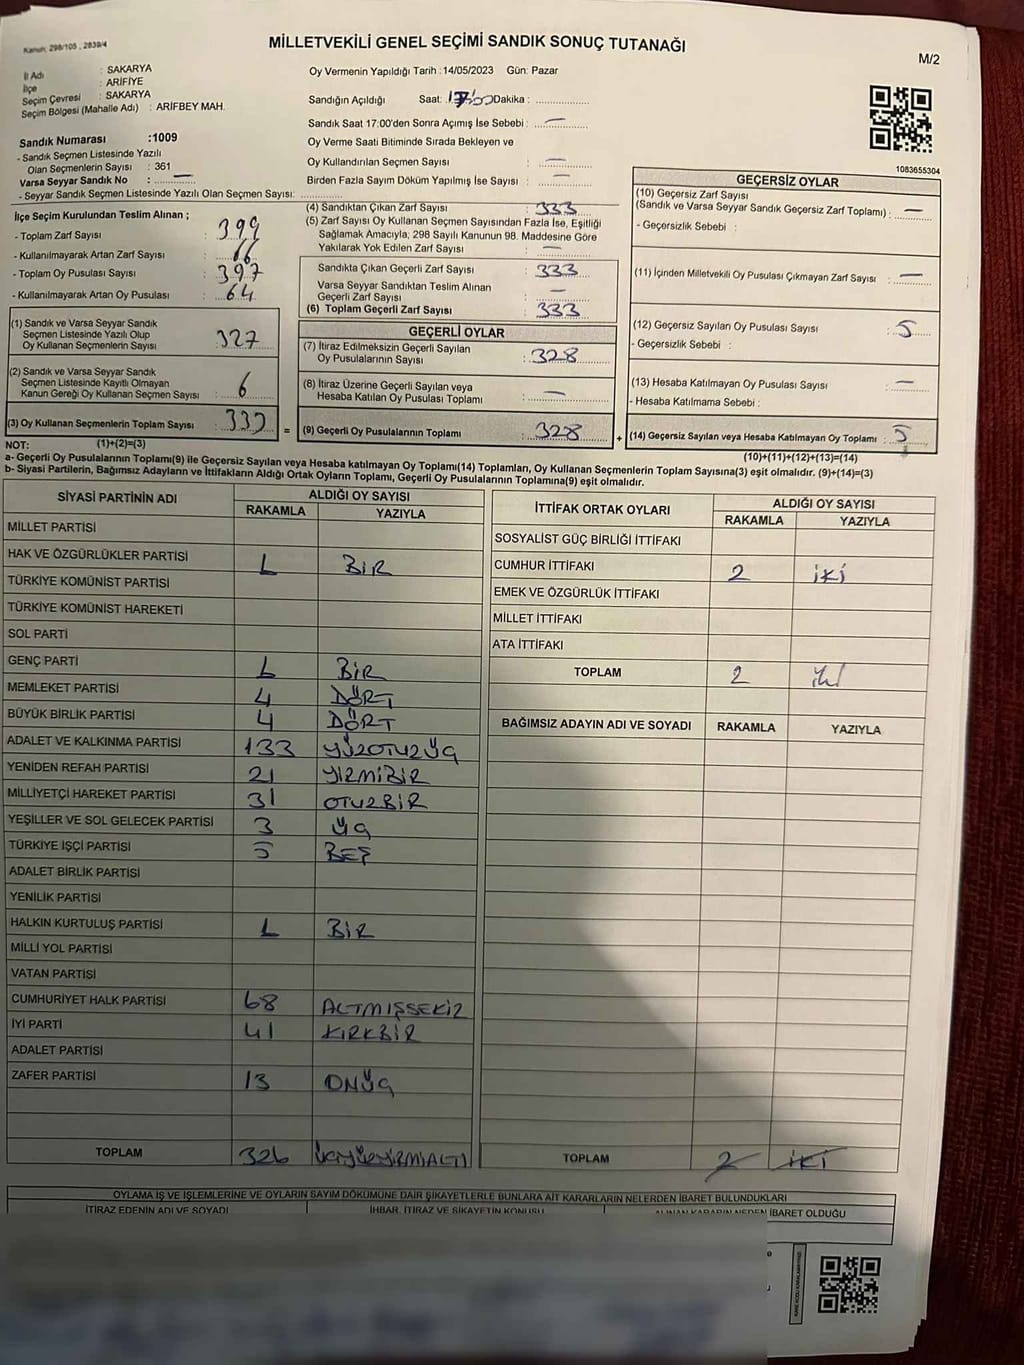 Kanun: 298/105 , 2839/4
MİLLETVEKİLİ GENEL SEÇİMİ SANDIK SONUÇ TUTANAĞI
M/2
İl Adı : SAKARYA
İlçe : ARİFİYE
Seçim Çevresi : SAKARYA
Seçim Bölgesi (Mahalle Adı) : ARİFBEY MAH.
Sandık Numarası :1009
- Sandık Seçmen Listesinde Yazılı
Olan Seçmenlerin Sayısı : 361
Varsa Seyyar Sandık No : —
- Seyyar Sandık Seçmen Listesinde Yazılı Olan Seçmen Sayısı:
Oy Vermenin Yapıldığı Tarih :14/05/2023 Gün: Pazar
Sandığın Açıldığı Saat: Dakika :
Sandık Saat 17:00'den Sonra Açımış İse Sebebi : —
Oy Verme Saati Bitiminde Sırada Bekleyen ve
Oy Kullandırılan Seçmen Sayısı : —
Birden Fazla Sayım Döküm Yapılmış İse Sayısı : —
1083655304
İlçe Seçim Kurulundan Teslim Alınan ;
- Toplam Zarf Sayısı : 399
- Kullanılmayarak Artan Zarf Sayısı : 66
- Toplam Oy Pusulası Sayısı : 397
- Kullanılmayarak Artan Oy Pusulası : 64
(1) Sandık ve Varsa Seyyar Sandık
Seçmen Listesinde Yazılı Olup
Oy Kullanan Seçmenlerin Sayısı : 327
(2) Sandık ve Varsa Seyyar Sandık
Seçmen Listesinde Kayıtlı Olmayan
Kanun Gereği Oy Kullanan Seçmen Sayısı : 6
(3) Oy Kullanan Seçmenlerin Toplam Sayısı : 333
(4) Sandıktan Çıkan Zarf Sayısı : 333
(5) Zarf Sayısı Oy Kullanan Seçmen Sayısından Fazla İse, Eşitliği
Sağlamak Amacıyla, 298 Sayılı Kanunun 98. Maddesine Göre
Yakılarak Yok Edilen Zarf Sayısı : —
Sandıkta Çıkan Geçerli Zarf Sayısı : 333
Varsa Seyyar Sandıktan Teslim Alınan
Geçerli Zarf Sayısı : —
(6) Toplam Geçerli Zarf Sayısı : 333
GEÇERLİ OYLAR
(7) İtiraz Edilmeksizin Geçerli Sayılan
Oy Pusulalarının Sayısı : 328
(8) İtiraz Üzerine Geçerli Sayılan veya
Hesaba Katılan Oy Pusulası Toplamı : —
= (9) Geçerli Oy Pusulalarının Toplamı : 328
GEÇERSİZ OYLAR
(10) Geçersiz Zarf Sayısı
(Sandık ve Varsa Seyyar Sandık Geçersiz Zarf Toplamı) : —
- Geçersizlik Sebebi :
(11) İçinden Milletvekili Oy Pusulası Çıkmayan Zarf Sayısı : —
(12) Geçersiz Sayılan Oy Pusulası Sayısı : 5
- Geçersizlik Sebebi :
(13) Hesaba Katılmayan Oy Pusulası Sayısı : —
- Hesaba Katılmama Sebebi :
+ (14) Geçersiz Sayılan veya Hesaba Katılmayan Oy Toplamı : 5
NOT: (1)+(2)=(3)
(10)+(11)+(12)+(13)=(14)
a- Geçerli Oy Pusulalarının Toplamı(9) ile Geçersiz Sayılan veya Hesaba katılmayan Oy Toplamı(14) Toplamları, Oy Kullanan Seçmenlerin Toplam Sayısına(3) eşit olmalıdır. (9)+(14)=(3)
b- Siyasi Partilerin, Bağımsız Adayların ve İttifakların Aldığı Ortak Oyların Toplamı, Geçerli Oy Pusulalarının Toplamına(9) eşit olmalıdır.
SİYASİ PARTİNİN ADI ALDIĞI OY SAYISI
RAKAMLA YAZIYLA
MİLLET PARTİSİ
HAK VE ÖZGÜRLÜKLER PARTİSİ 1 BİR
TÜRKİYE KOMÜNİST PARTİSİ
TÜRKİYE KOMÜNİST HAREKETİ
SOL PARTİ
GENÇ PARTİ 1 BİR
MEMLEKET PARTİSİ 4 DÖRT
BÜYÜK BİRLİK PARTİSİ 4 DÖRT
ADALET VE KALKINMA PARTİSİ 133 YÜZOTUZÜÇ
YENİDEN REFAH PARTİSİ 21 YİRMİBİR
MİLLİYETÇİ HAREKET PARTİSİ 31 OTUZBİR
YEŞİLLER VE SOL GELECEK PARTİSİ 3 ÜÇ
TÜRKİYE İŞÇİ PARTİSİ 5 BEŞ
ADALET BİRLİK PARTİSİ
YENİLİK PARTİSİ
HALKIN KURTULUŞ PARTİSİ 1 BİR
MİLLİ YOL PARTİSİ
VATAN PARTİSİ
CUMHURİYET HALK PARTİSİ 68 ALTMIŞSEKİZ
İYİ PARTİ 41 KIRKBİR
ADALET PARTİSİ
ZAFER PARTİSİ 13 ONÜÇ
TOPLAM 326 ÜÇYÜZYİRMİALTI
İTTİFAK ORTAK OYLARI ALDIĞI OY SAYISI
RAKAMLA YAZIYLA
SOSYALİST GÜÇ BİRLİĞİ İTTİFAKI
CUMHUR İTTİFAKI 2 İKİ
EMEK VE ÖZGÜRLÜK İTTİFAKI
MİLLET İTTİFAKI
ATA İTTİFAKI
TOPLAM 2 İKİ
BAĞIMSIZ ADAYIN ADI VE SOYADI RAKAMLA YAZIYLA
TOPLAM 2 İKİ
OYLAMA İŞ VE İŞLEMLERİNE VE OYLARIN SAYIM DÖKÜMÜNE DAİR ŞİKAYETLERLE BUNLARA AİT KARARLARIN NELERDEN İBARET BULUNDUKLARI
İTİRAZ EDENİN ADI VE SOYADI İHBAR, İTİRAZ VE ŞİKAYETİN KONUSU ALINAN KARARIN NEDEN İBARET OLDUĞU